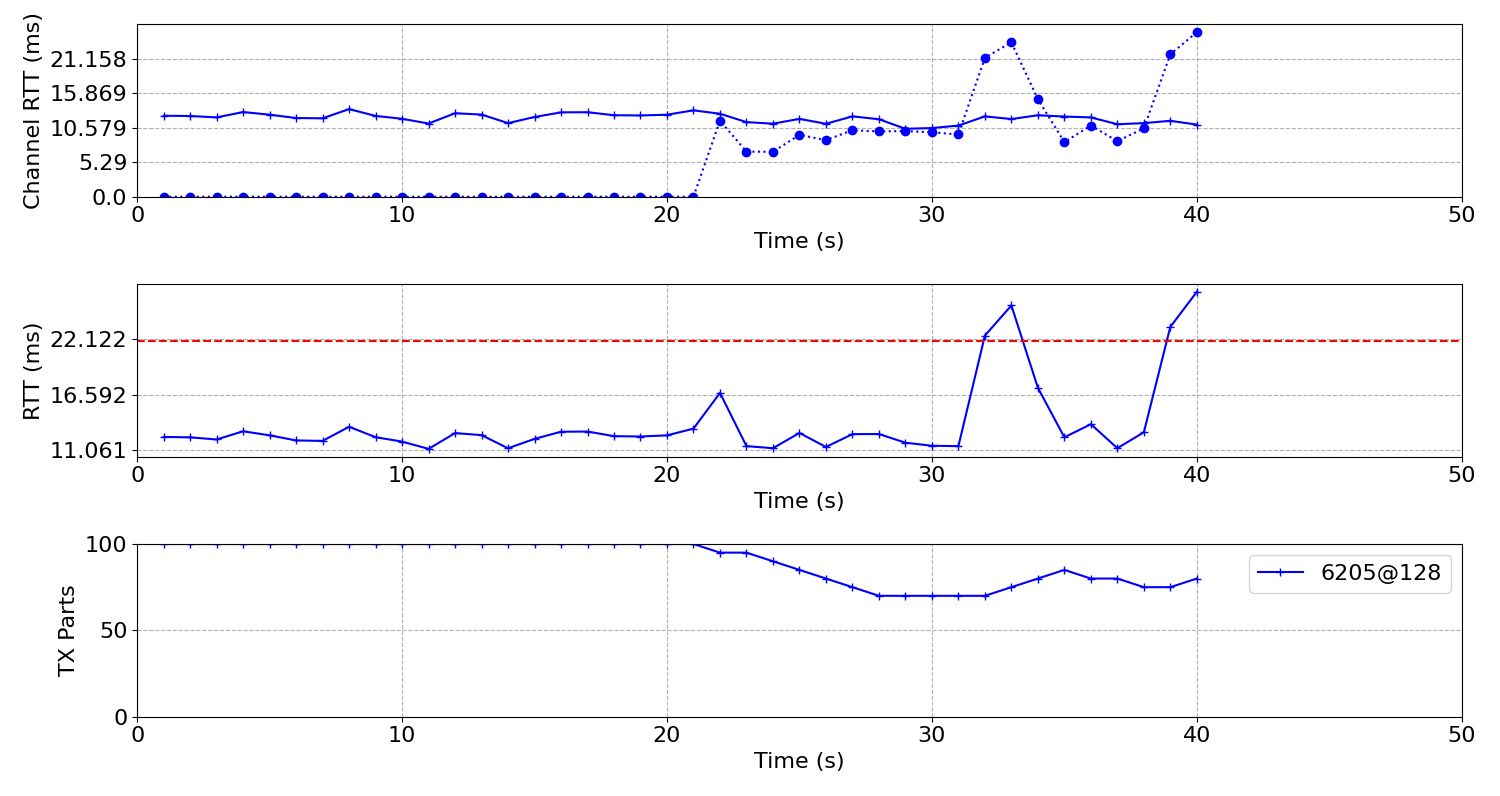 Channel RTT (ms)
21.158
15.869
10.579
5.29
0.0
0 10 20 30 40 50
Time (s)
RTT (ms)
22.122
16.592
11.061
0 10 20 30 40 50
Time (s)
TX Parts
100
50
0
6205@128
0 10 20 30 40 50
Time (s)